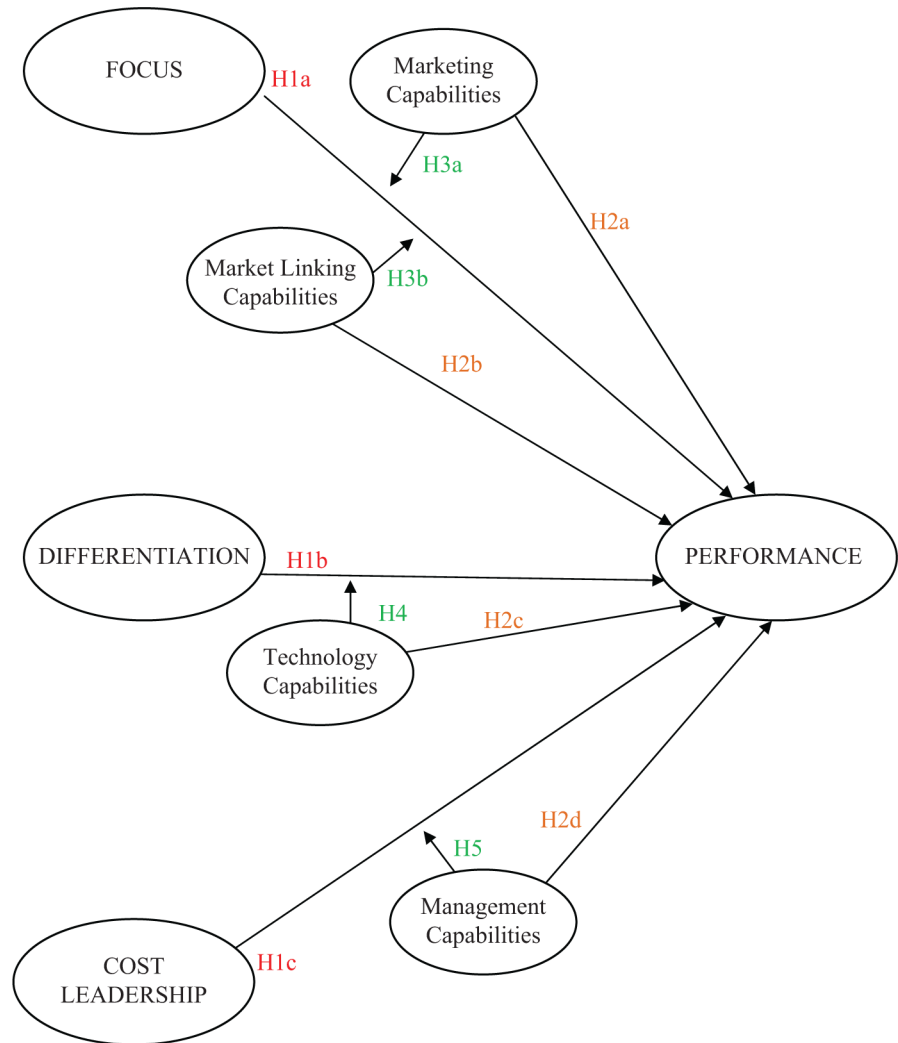 FOCUS
H1a
Marketing
Capabilities
H3a
H2a
Market Linking
Capabilities
H3b
H2b
DIFFERENTIATION
H1b
PERFORMANCE
H4
H2c
Technology
Capabilities
H2d
H5
Management
Capabilities
H1c
COST
LEADERSHIP